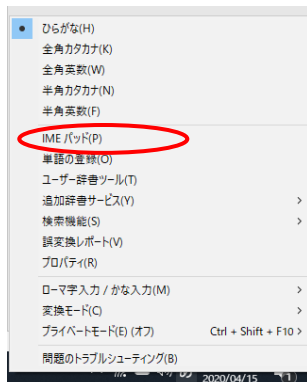 ひらがな(H)
全角カタカナ(K)
全角英数(W)
半角カタカナ(N)
半角英数(F)
IME パッド(P)
単語の登録(O)
ユーザー辞書ツール(T)
追加辞書サービス(Y)
検索機能(S)
誤変換レポート(V)
プロパティ(R)
ローマ字入力 / かな入力(M)
変換モード(C)
プライベートモード(E) (オフ) Ctrl + Shift + F10
問題のトラブルシューティング(B)
2020/04/15